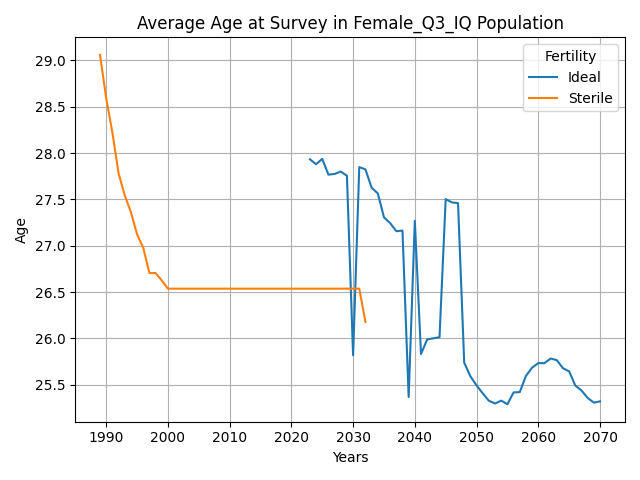 Average Age at Survey in Female_Q3_IQ Population
Fertility
Ideal
Sterile
29.0
28.5
28.0
27.5
27.0
26.5
26.0
25.5
Age
1990 2000 2010 2020 2030 2040 2050 2060 2070
Years